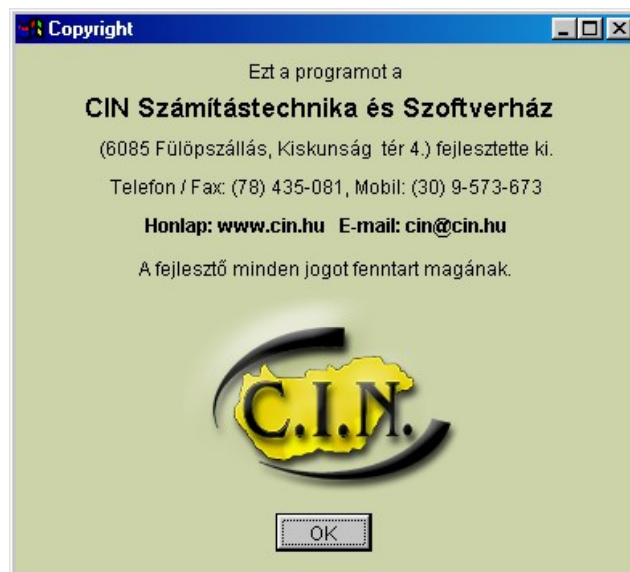 Copyright
Ezt a programot a
CIN Számítástechnika és Szoftverház
(6085 Fülöpszállás, Kiskunság tér 4.) fejlesztette ki.
Telefon / Fax: (78) 435-081, Mobil: (30) 9-573-673
Honlap: www.cin.hu E-mail: cin@cin.hu
A fejlesztő minden jogot fenntart magának.
C.I.N.
OK